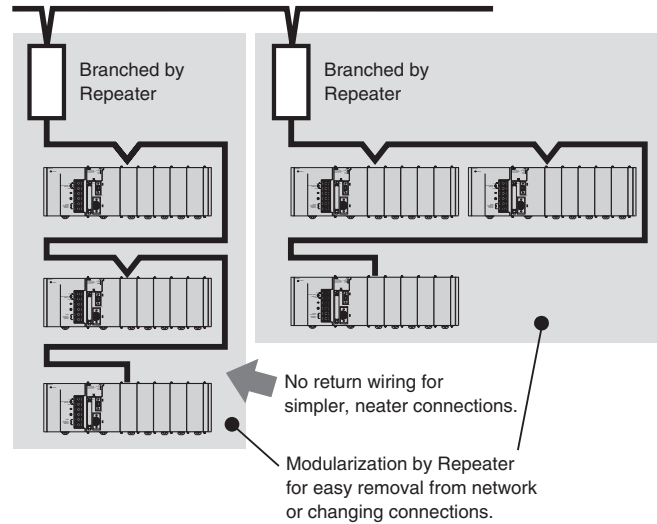 Branched by
Repeater
Branched by
Repeater
No return wiring for
simpler, neater connections.
Modularization by Repeater
for easy removal from network
or changing connections.